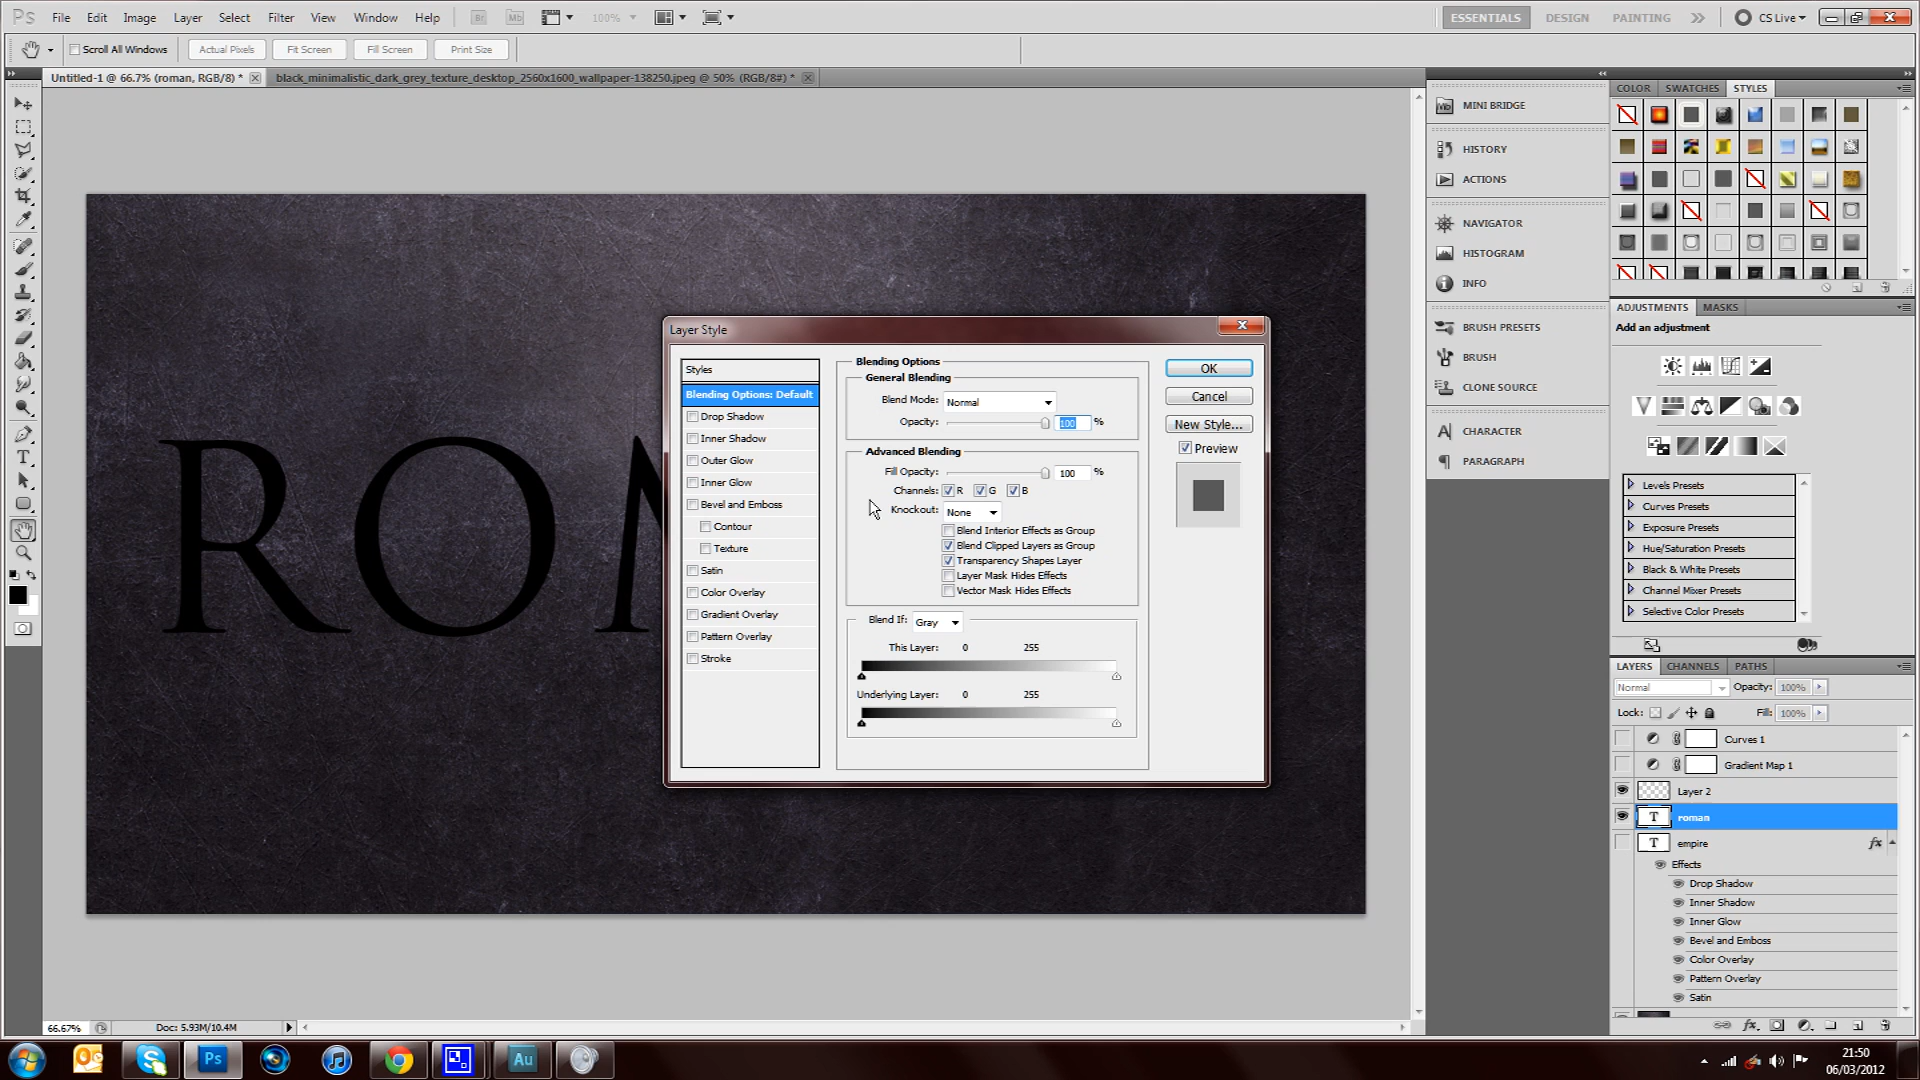 Ps File Edit Image Layer Select Filter View Window Help Br Mb 100% ESSENTIALS DESIGN PAINTING CS Live
Scroll All Windows Actual Pixels Fit Screen Fill Screen Print Size
Untitled-1 @ 66.7% (roman, RGB/8) * black_minimalistic_dark_grey_texture_desktop_2560x1600_wallpaper-138250.jpeg @ 50% (RGB/8#) *
COLOR SWATCHES STYLES
MINI BRIDGE
HISTORY
ACTIONS
NAVIGATOR
HISTOGRAM
INFO
BRUSH PRESETS
BRUSH
CLONE SOURCE
CHARACTER
PARAGRAPH
ADJUSTMENTS MASKS
Add an adjustment
Levels Presets
Curves Presets
Exposure Presets
Hue/Saturation Presets
Black & White Presets
Channel Mixer Presets
Selective Color Presets
ROM
Layer Style
Styles
Blending Options: Default
Drop Shadow
Inner Shadow
Outer Glow
Inner Glow
Bevel and Emboss
Contour
Texture
Satin
Color Overlay
Gradient Overlay
Pattern Overlay
Stroke
Blending Options
General Blending
Blend Mode: Normal
Opacity: 100 %
Advanced Blending
Fill Opacity: 100 %
Channels: R G B
Knockout: None
Blend Interior Effects as Group
Blend Clipped Layers as Group
Transparency Shapes Layer
Layer Mask Hides Effects
Vector Mask Hides Effects
Blend If: Gray
This Layer: 0 255
Underlying Layer: 0 255
OK
Cancel
New Style...
Preview
LAYERS CHANNELS PATHS
Normal Opacity: 100%
Lock: Fill: 100%
Curves 1
Gradient Map 1
Layer 2
T roman
T empire fx
Effects
Drop Shadow
Inner Shadow
Inner Glow
Bevel and Emboss
Color Overlay
Pattern Overlay
Satin
66.67% Doc: 5.93M/10.4M
Ps Au
21:50
06/03/2012